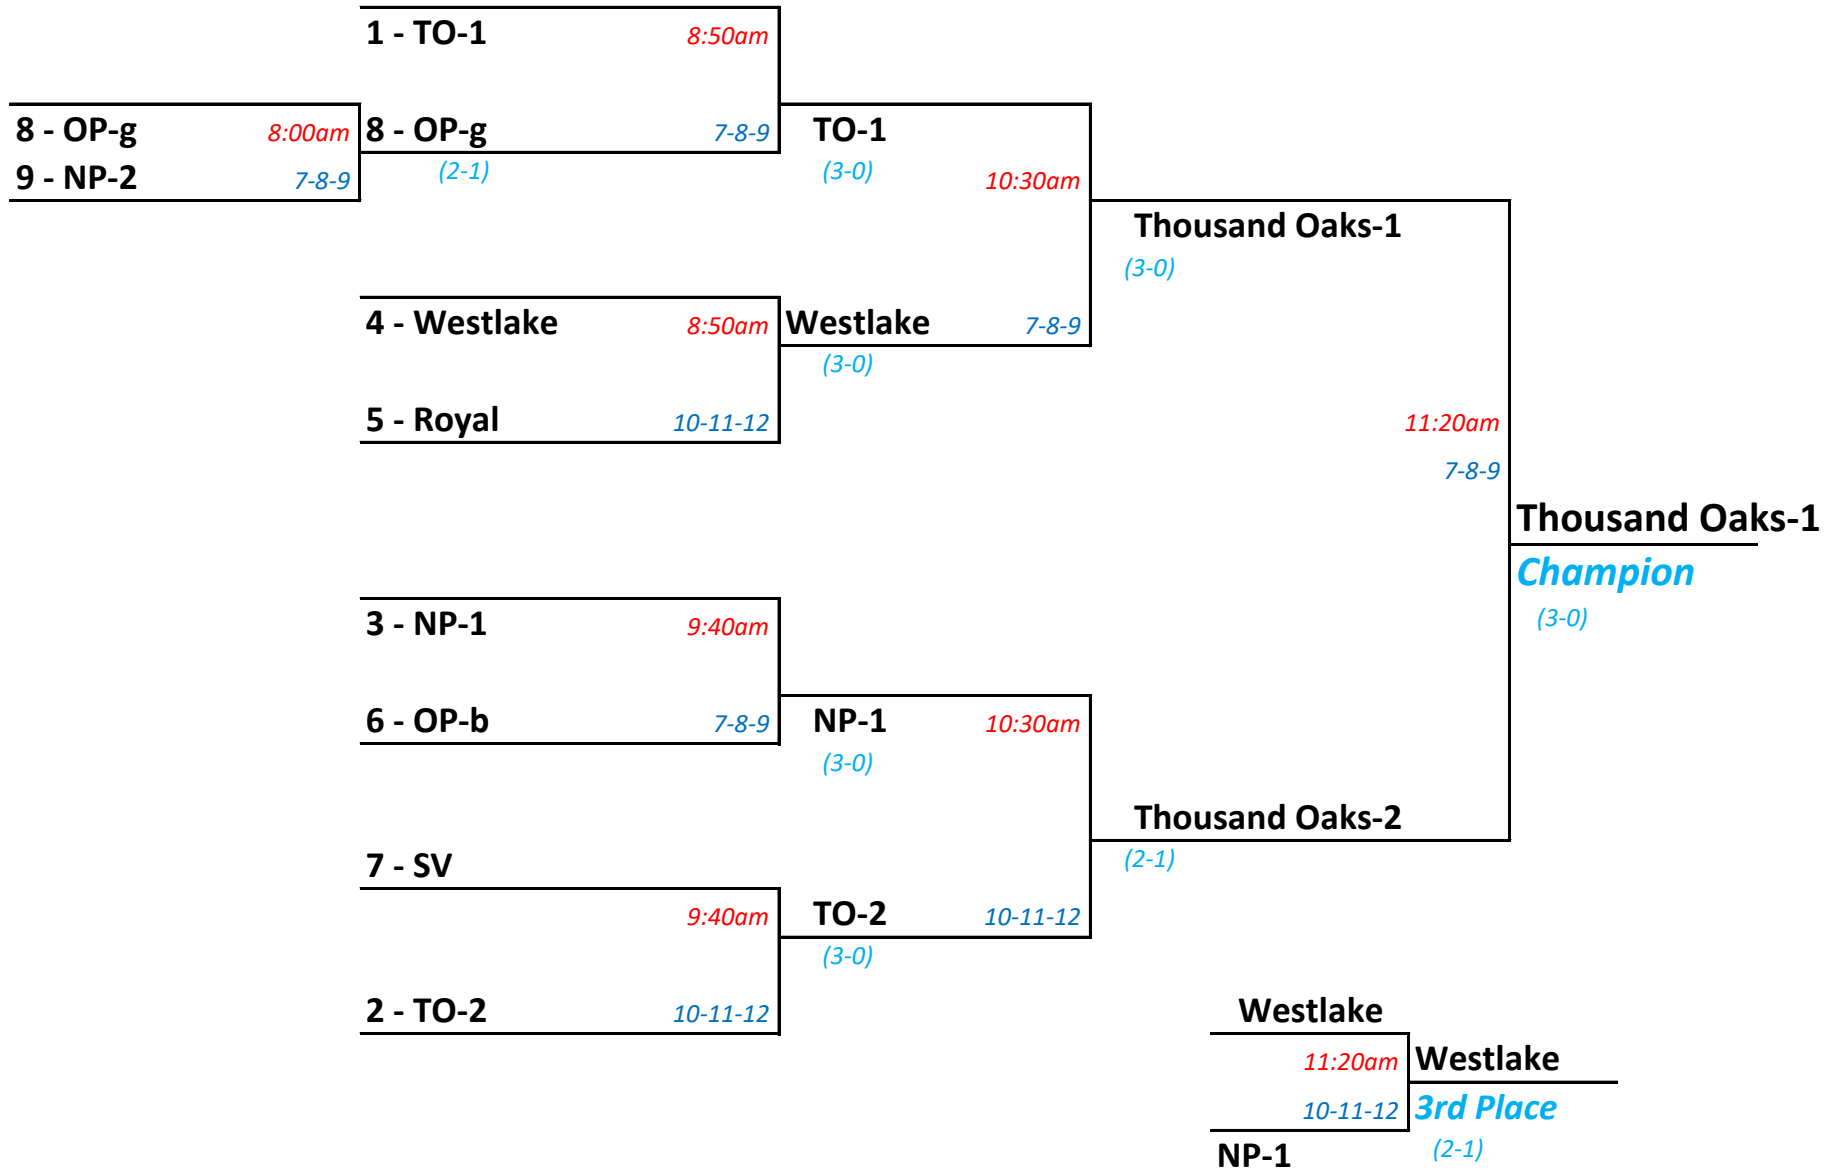 1 - TO-1 8:50am
8 - OP-g 8:00am 8 - OP-g 7-8-9 TO-1
9 - NP-2 7-8-9 (2-1) (3-0) 10:30am
Thousand Oaks-1
(3-0)
4 - Westlake 8:50am Westlake 7-8-9
(3-0)
5 - Royal 10-11-12 11:20am
7-8-9
Thousand Oaks-1
Champion
3 - NP-1 9:40am (3-0)
6 - OP-b 7-8-9 NP-1 10:30am
(3-0)
Thousand Oaks-2
7 - SV (2-1)
9:40am TO-2 10-11-12
(3-0)
2 - TO-2 10-11-12 Westlake
11:20am Westlake
10-11-12 3rd Place
NP-1 (2-1)